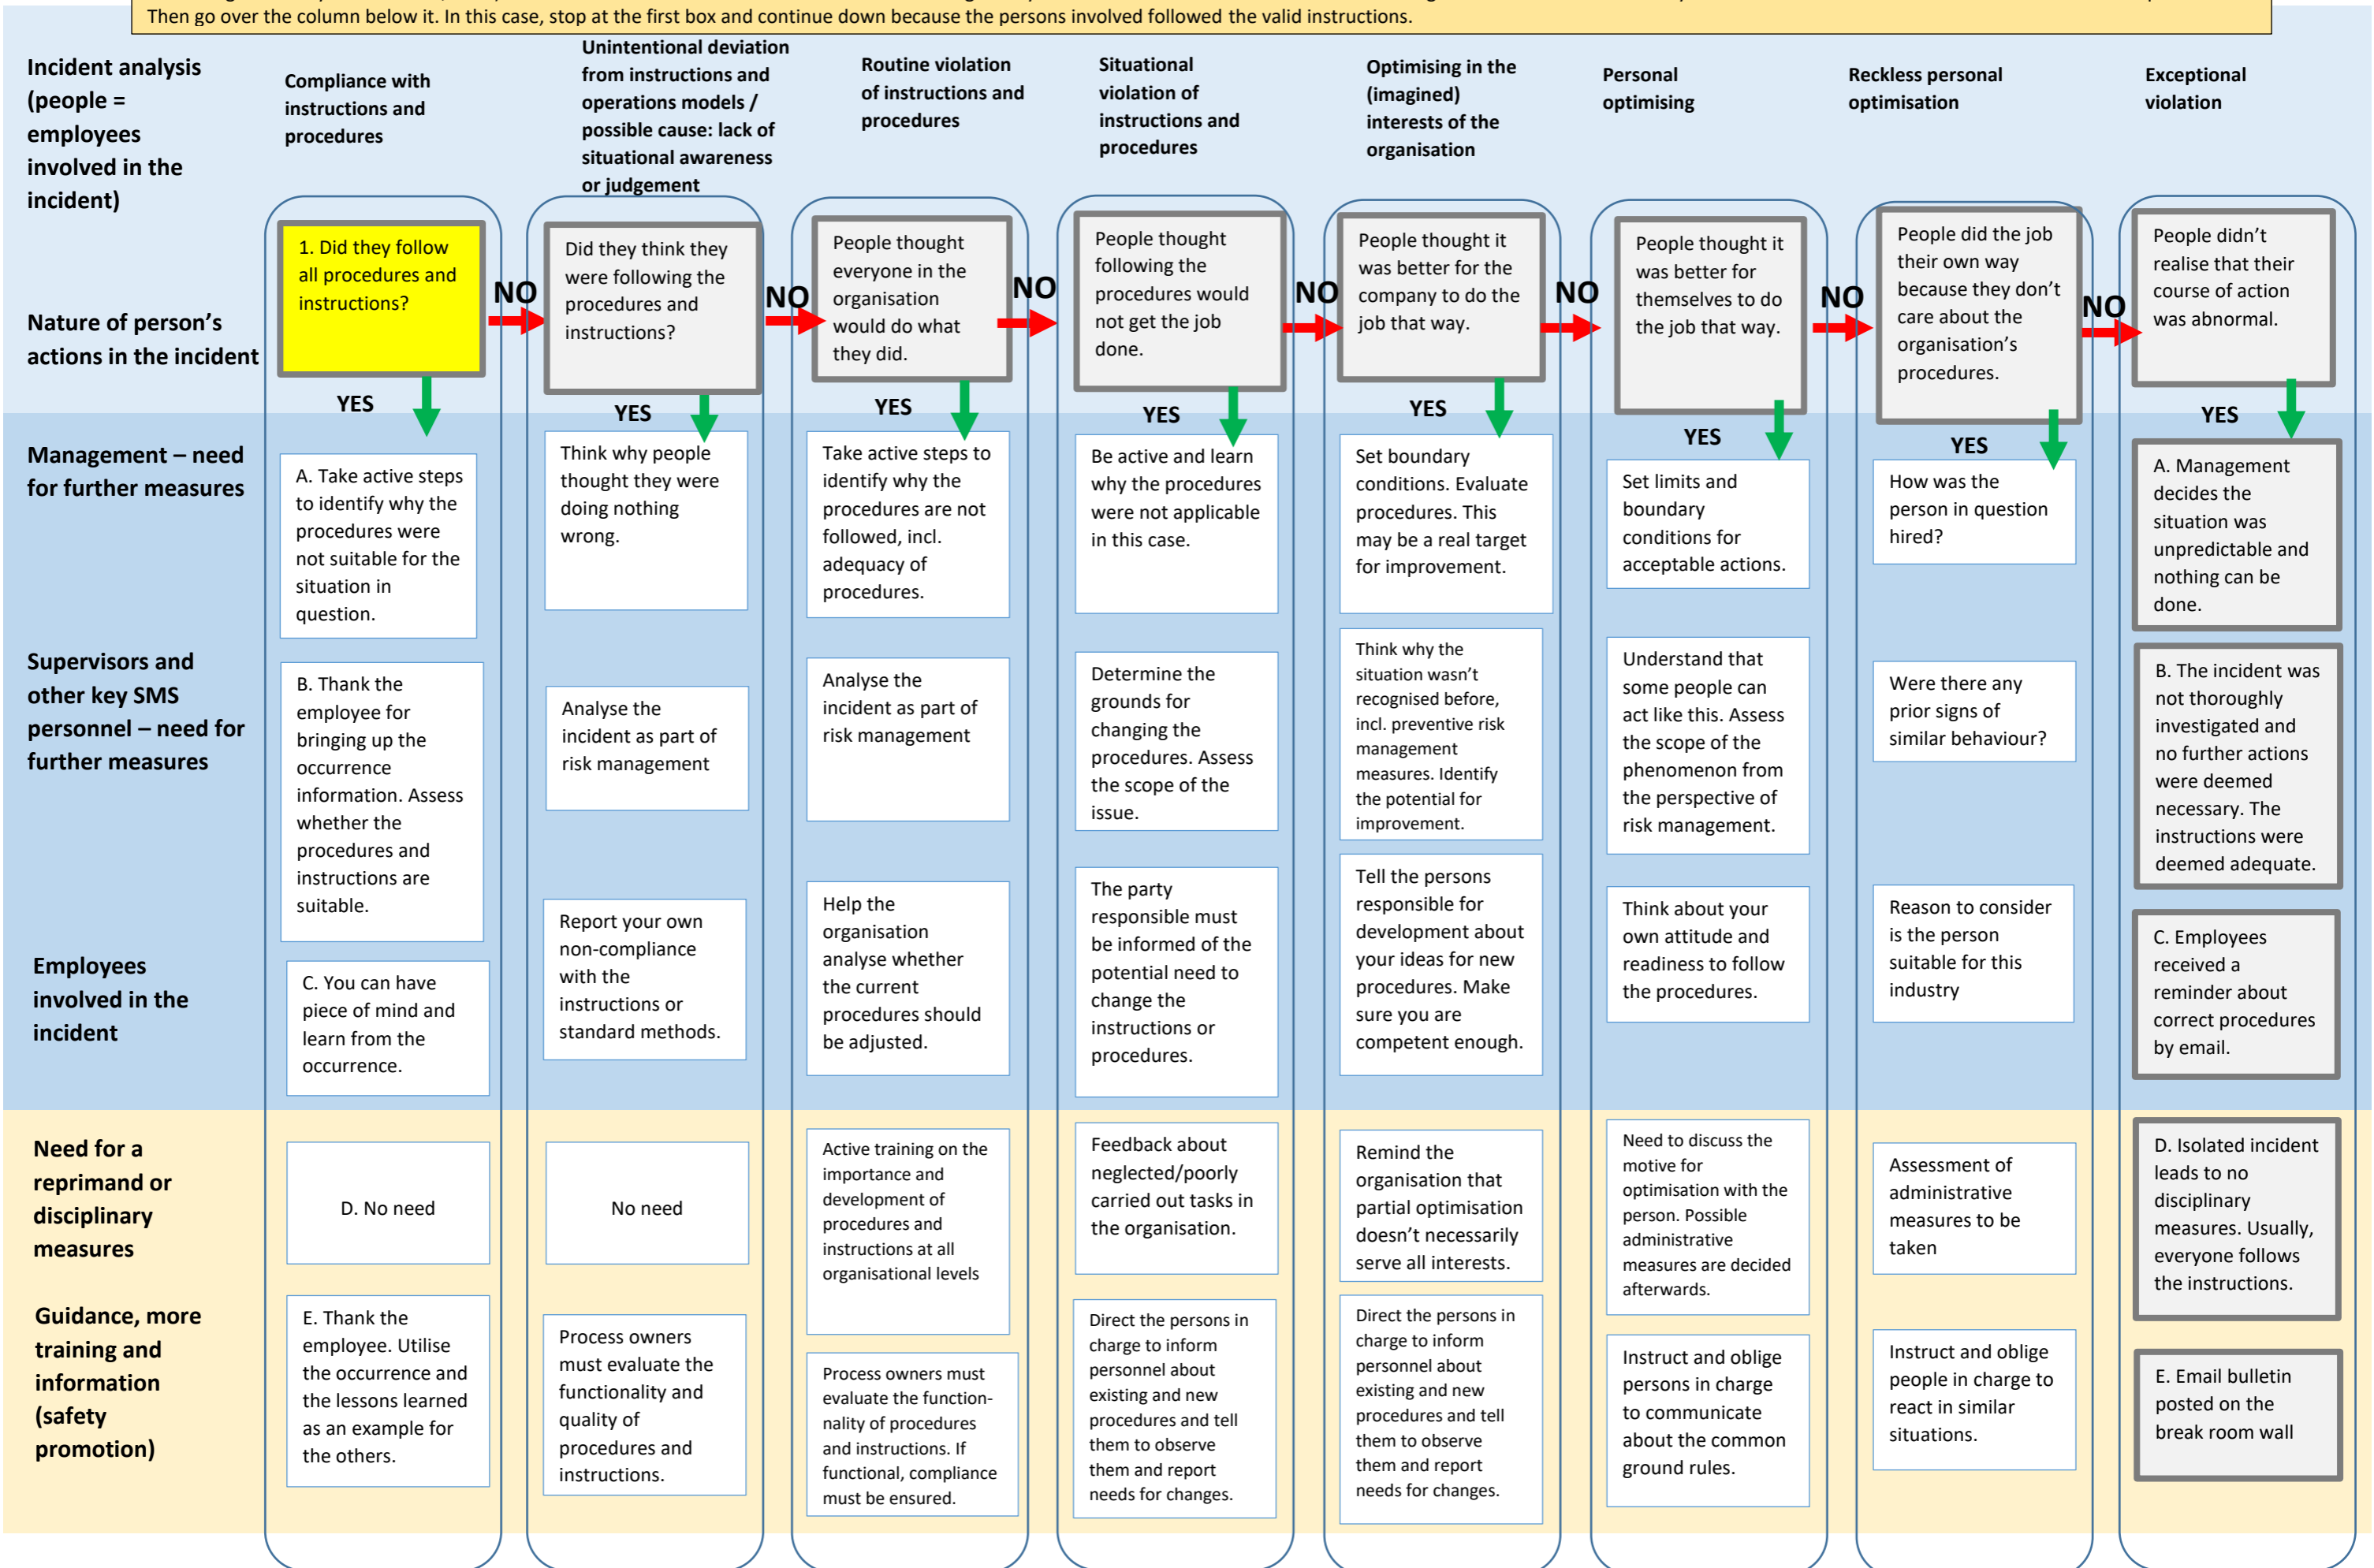 Then go over the column below it. In this case, stop at the first box and continue down because the persons involved followed the valid instructions.
Incident analysis
(people =
employees
involved in the
incident)
Compliance with
instructions and
procedures
Unintentional deviation
from instructions and
operations models /
possible cause: lack of
situational awareness
or judgement
Routine violation
of instructions and
procedures
Situational
violation of
instructions and
procedures
Optimising in the
(imagined)
interests of the
organisation
Personal
optimising
Reckless personal
optimisation
Exceptional
violation
Nature of person's
actions in the incident
1. Did they follow
all procedures and
instructions?
NO
Did they think they
were following the
procedures and
instructions?
NO
People thought
everyone in the
organisation
would do what
they did.
NO
People thought
following the
procedures would
not get the job
done.
NO
People thought it
was better for the
company to do the
job that way.
NO
People thought it
was better for
themselves to do
the job that way.
NO
People did the job
their own way
because they don't
care about the
organisation's
procedures.
NO
People didn't
realise that their
course of action
was abnormal.
YES
YES
YES
YES
YES
YES
YES
YES
Management – need
for further measures
A. Take active steps
to identify why the
procedures were
not suitable for the
situation in
question.
Think why people
thought they were
doing nothing
wrong.
Take active steps to
identify why the
procedures are not
followed, incl.
adequacy of
procedures.
Be active and learn
why the procedures
were not applicable
in this case.
Set boundary
conditions. Evaluate
procedures. This
may be a real target
for improvement.
Set limits and
boundary
conditions for
acceptable actions.
How was the
person in question
hired?
A. Management
decides the
situation was
unpredictable and
nothing can be
done.
Supervisors and
other key SMS
personnel – need for
further measures
B. Thank the
employee for
bringing up the
occurrence
information. Assess
whether the
procedures and
instructions are
suitable.
Analyse the
incident as part of
risk management
Analyse the
incident as part of
risk management
Determine the
grounds for
changing the
procedures. Assess
the scope of the
issue.
Think why the
situation wasn't
recognised before,
incl. preventive risk
management
measures. Identify
the potential for
improvement.
Understand that
some people can
act like this. Assess
the scope of the
phenomenon from
the perspective of
risk management.
Were there any
prior signs of
similar behaviour?
B. The incident was
not thoroughly
investigated and
no further actions
were deemed
necessary. The
instructions were
deemed adequate.
Employees
involved in the
incident
C. You can have
piece of mind and
learn from the
occurrence.
Report your own
non-compliance
with the
instructions or
standard methods.
Help the
organisation
analyse whether
the current
procedures should
be adjusted.
The party
responsible must
be informed of the
potential need to
change the
instructions or
procedures.
Tell the persons
responsible for
development about
your ideas for new
procedures. Make
sure you are
competent enough.
Think about your
own attitude and
readiness to follow
the procedures.
Reason to consider
is the person
suitable for this
industry
C. Employees
received a
reminder about
correct procedures
by email.
Need for a
reprimand or
disciplinary
measures
D. No need
No need
Active training on the
importance and
development of
procedures and
instructions at all
organisational levels
Feedback about
neglected/poorly
carried out tasks in
the organisation.
Remind the
organisation that
partial optimisation
doesn't necessarily
serve all interests.
Need to discuss the
motive for
optimisation with the
person. Possible
administrative
measures are decided
afterwards.
Assessment of
administrative
measures to be
taken
D. Isolated incident
leads to no
disciplinary
measures. Usually,
everyone follows
the instructions.
Guidance, more
training and
information
(safety
promotion)
E. Thank the
employee. Utilise
the occurrence and
the lessons learned
as an example for
the others.
Process owners
must evaluate the
functionality and
quality of
procedures and
instructions.
Process owners must
evaluate the function-
nality of procedures
and instructions. If
functional, compliance
must be ensured.
Direct the persons in
charge to inform
personnel about
existing and new
procedures and tell
them to observe
them and report
needs for changes.
Direct the persons in
charge to inform
personnel about
existing and new
procedures and tell
them to observe
them and report
needs for changes.
Instruct and oblige
persons in charge
to communicate
about the common
ground rules.
Instruct and oblige
people in charge to
react in similar
situations.
E. Email bulletin
posted on the
break room wall